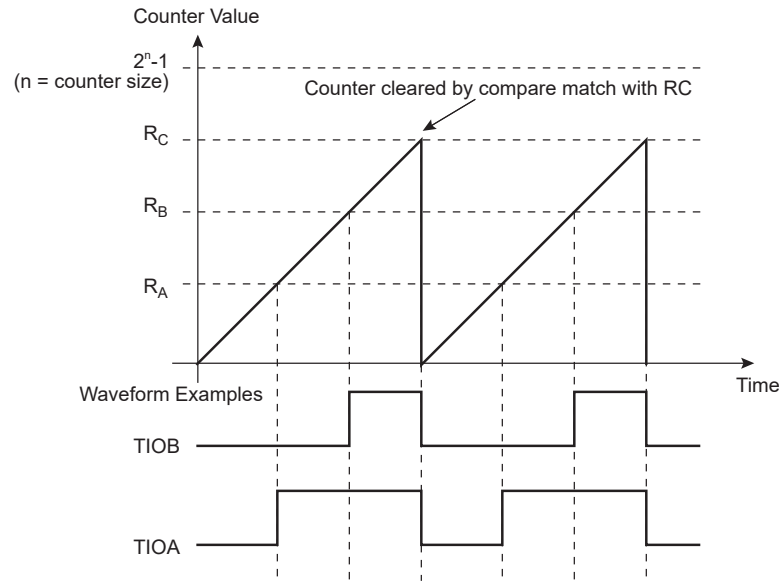 Counter Value
2ⁿ-1
(n = counter size)
Counter cleared by compare match with RC
R_C
R_B
R_A
Time
Waveform Examples
TIOB
TIOA